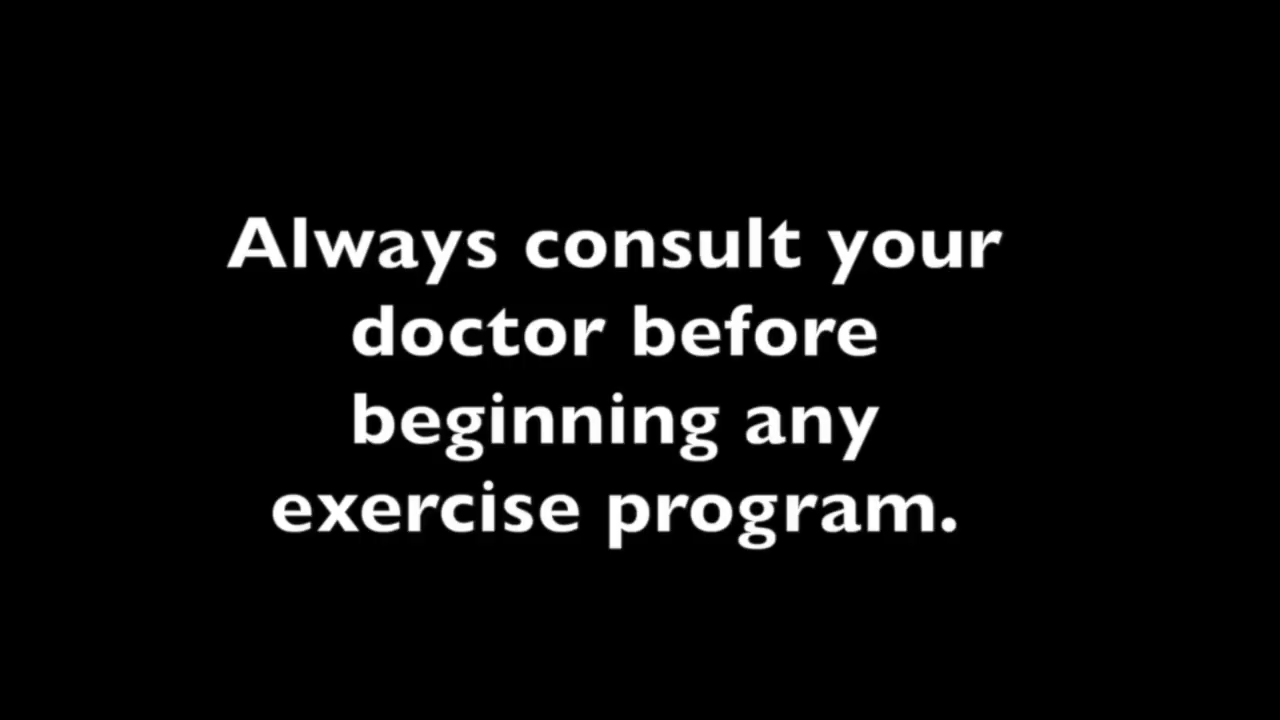 Always consult your
doctor before
beginning any
exercise program.